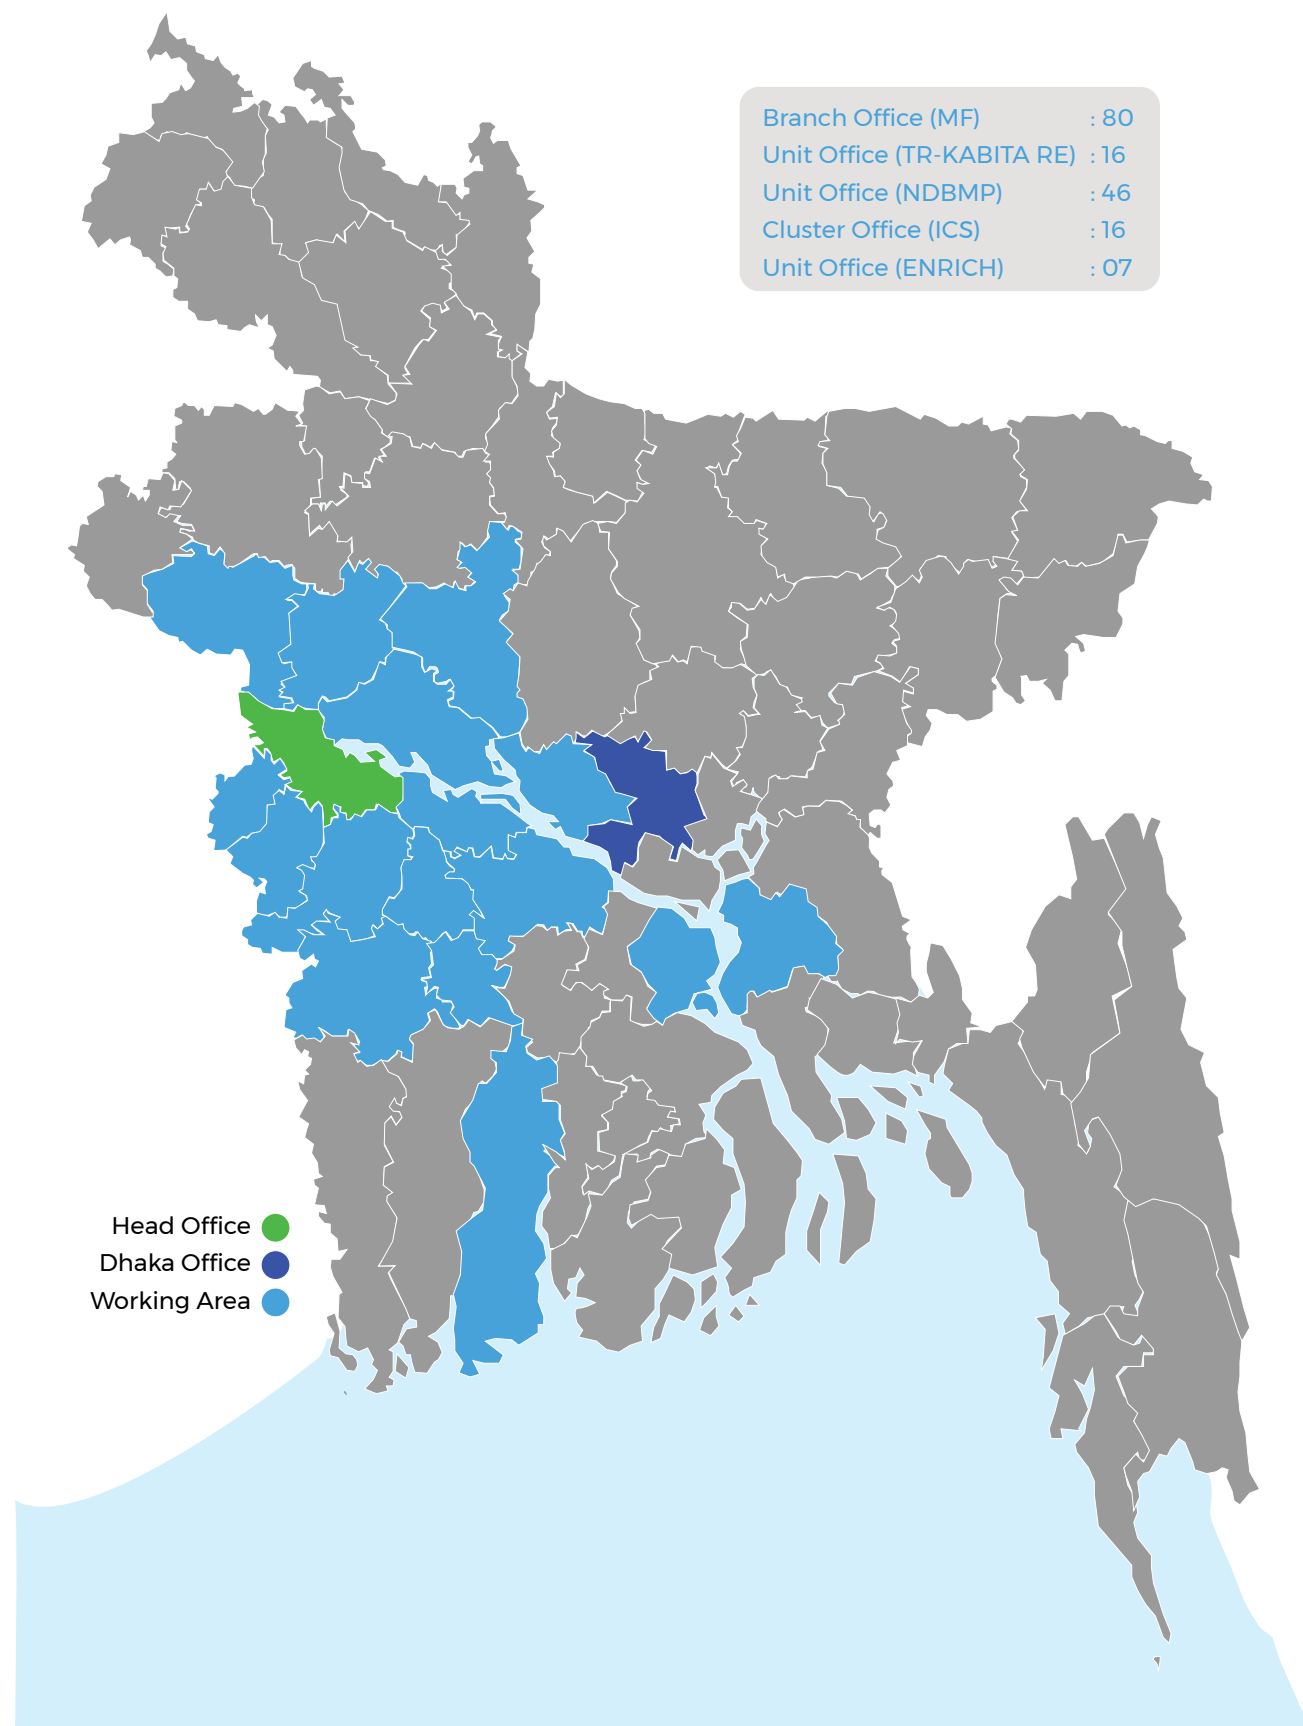 Branch Office (MF) : 80
Unit Office (TR-KABITA RE) : 16
Unit Office (NDBMP) : 46
Cluster Office (ICS) : 16
Unit Office (ENRICH) : 07
Head Office
Dhaka Office
Working Area